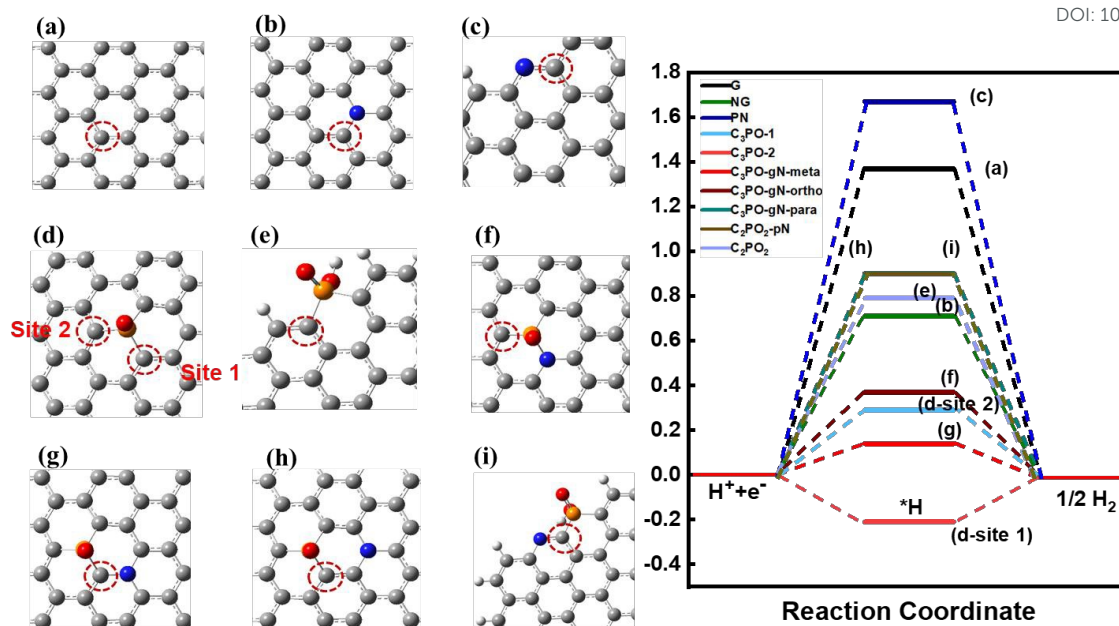 DOI: 10
(a)
(b)
(c)
(d)
(e)
(f)
Site 2
Site 1
(g)
(h)
(i)
1.8
1.6
1.4
1.2
1.0
0.8
0.6
0.4
0.2
0.0
-0.2
-0.4
G
NG
PN
C₃PO-1
C₃PO-2
C₃PO-gN-meta
C₃PO-gN-ortho
C₃PO-gN-para
C₂PO₂-pN
C₂PO₂
(c)
(a)
(h)
(i)
(e)
(b)
(f)
(d-site 2)
(g)
H⁺+e⁻
*H
1/2 H₂
(d-site 1)
Reaction Coordinate